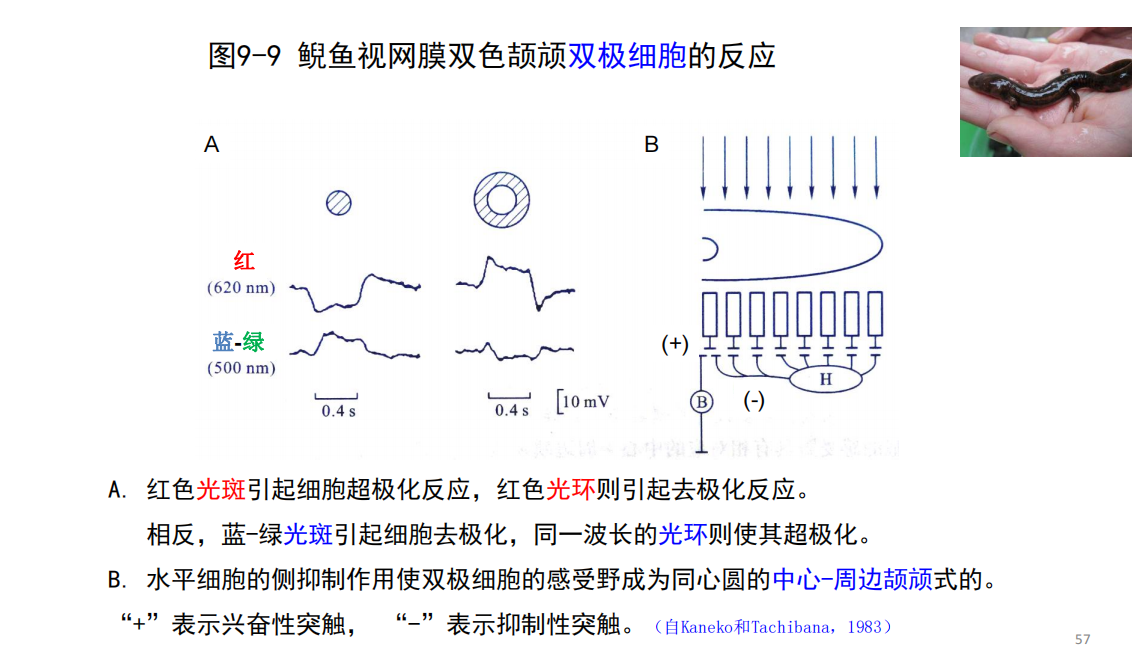 图9-9 鲵鱼视网膜双色颉颃双极细胞的反应
A
B
红
(620 nm)
蓝-绿
(500 nm)
0.4 s
0.4 s
10 mV
(+)
H
B
(-)
A. 红色光斑引起细胞超极化反应，红色光环则引起去极化反应。
相反，蓝-绿光斑引起细胞去极化，同一波长的光环则使其超极化。
B. 水平细胞的侧抑制作用使双极细胞的感受野成为同心圆的中心-周边颉颃式的。
“+”表示兴奋性突触， “-”表示抑制性突触。（自Kaneko和Tachibana，1983）
57